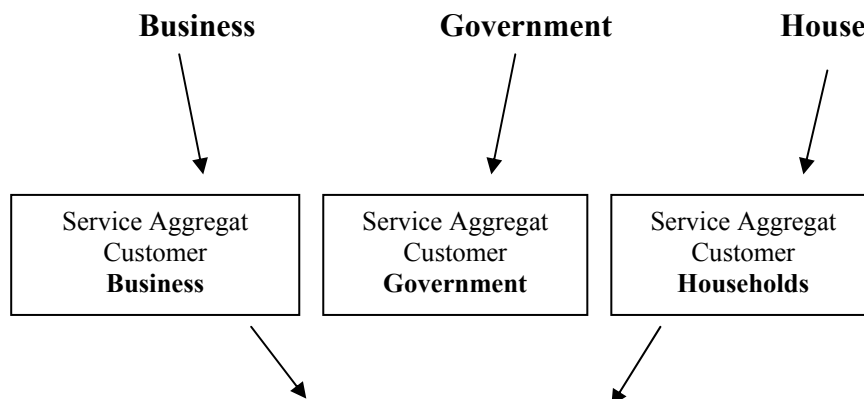 Business Government House
Service Aggregat Service Aggregat Service Aggregat
Customer Customer Customer
Business Government Households